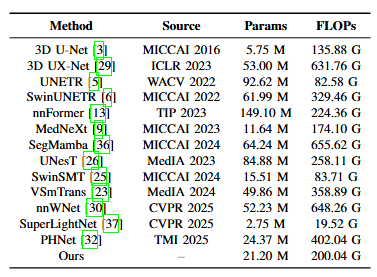 Method Source Params FLOPs
3D U-Net [3] MICCAI 2016 5.75 M 135.88 G
3D UX-Net [29] ICLR 2023 53.00 M 631.76 G
UNETR [5] WACV 2022 92.62 M 82.58 G
SwinUNETR [6] MICCAI 2022 61.99 M 329.46 G
nnFormer [13] TIP 2023 149.10 M 224.36 G
MedNeXt [9] MICCAI 2023 11.64 M 174.10 G
SegMamba [36] MICCAI 2024 64.24 M 655.62 G
UNesT [26] MedIA 2023 84.88 M 258.11 G
SwinSMT [25] MICCAI 2024 15.51 M 83.71 G
VSmTrans [23] MedIA 2024 49.86 M 358.89 G
nnWNet [30] CVPR 2025 52.23 M 648.26 G
SuperLightNet [37] CVPR 2025 2.75 M 19.52 G
PHNet [32] TMI 2025 24.37 M 402.04 G
Ours – 21.20 M 200.04 G